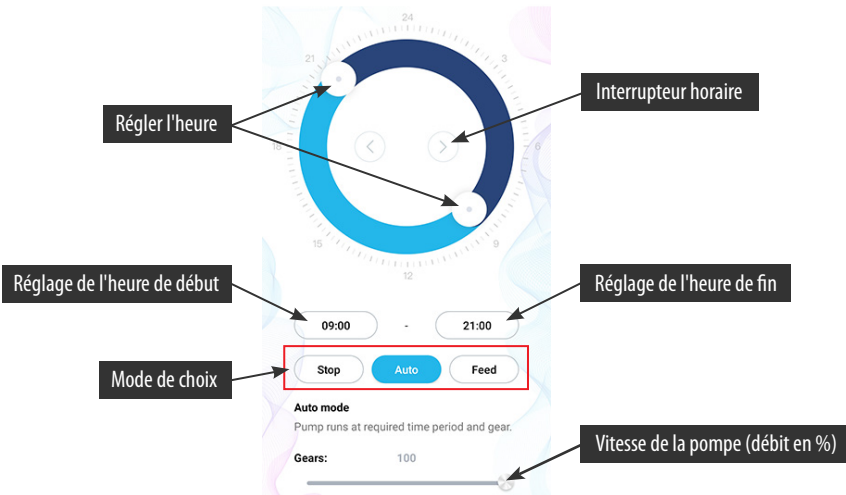 24
21
3
Interrupteur horaire
Régler l'heure
18
6
15
9
12
Réglage de l'heure de début
Réglage de l'heure de fin
09:00 - 21:00
Stop Auto Feed
Mode de choix
Auto mode
Pump runs at required time period and gear.
Vitesse de la pompe (débit en %)
Gears: 100